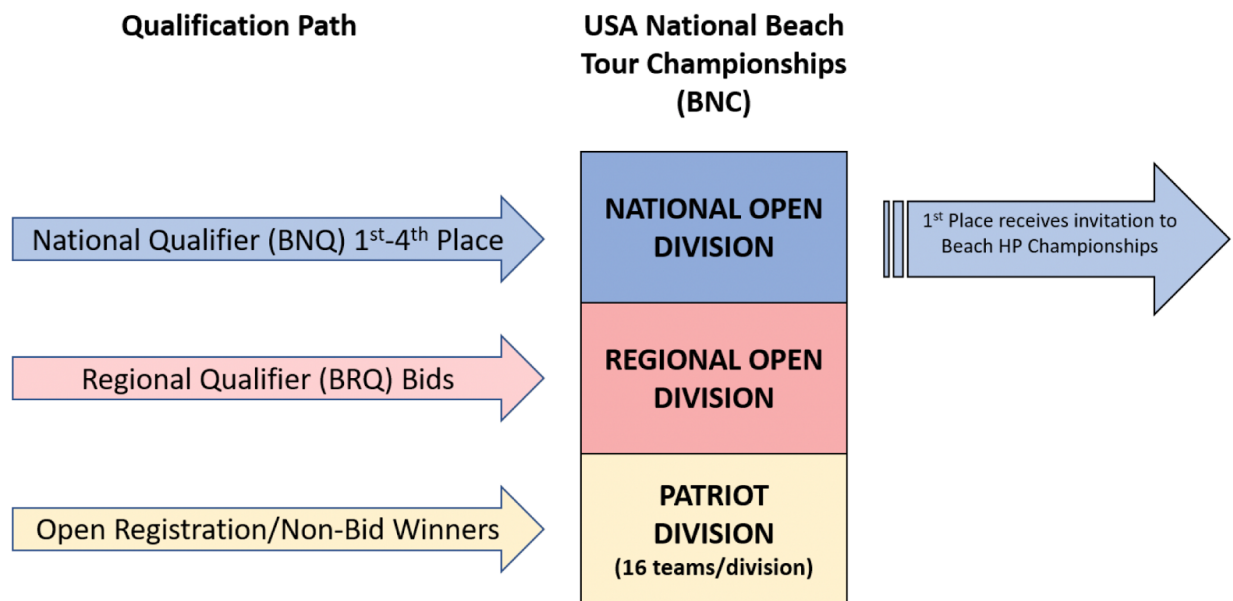 Qualification Path
USA National Beach
Tour Championships
(BNC)
National Qualifier (BNQ) 1st-4th Place
NATIONAL OPEN
DIVISION
1st Place receives invitation to
Beach HP Championships
Regional Qualifier (BRQ) Bids
REGIONAL OPEN
DIVISION
Open Registration/Non-Bid Winners
PATRIOT
DIVISION
(16 teams/division)